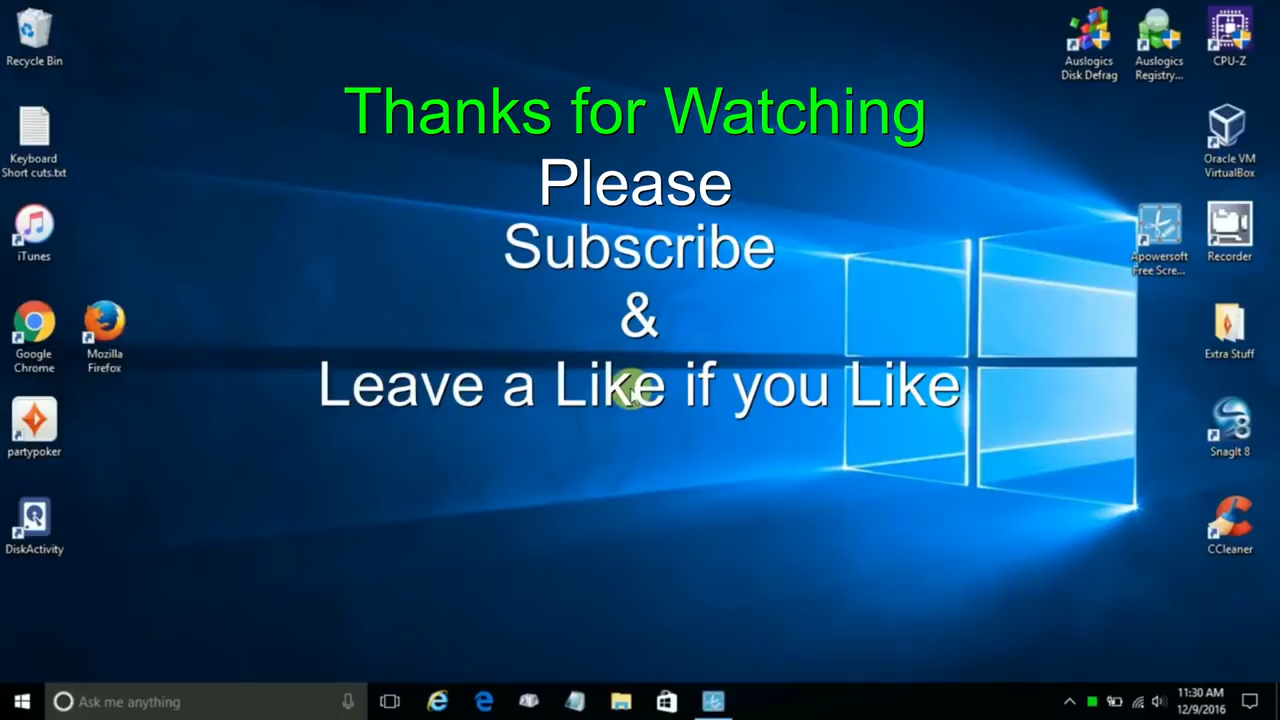 Recycle Bin
Keyboard
Short cuts.txt
iTunes
Google
Chrome
Mozilla
Firefox
partypoker
DiskActivity
Thanks for Watching
Please
Subscribe
&
Leave a Like if you Like
Auslogics
Disk Defrag
Auslogics
Registry...
CPU-Z
Oracle VM
VirtualBox
Apowersoft
Free Scre...
Recorder
Extra Stuff
SnagIt 8
CCleaner
Ask me anything
11:30 AM
12/9/2016